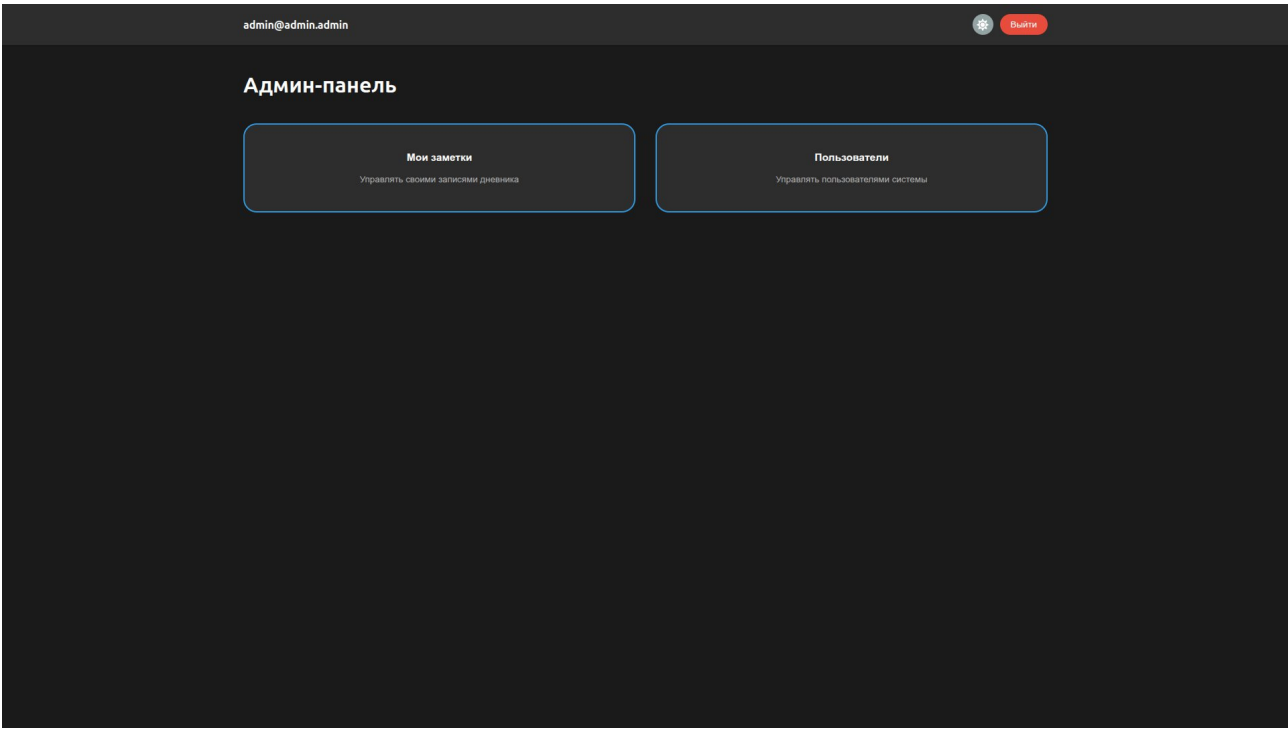 admin@admin.admin
Выйти
Админ-панель
Мои заметки
Управлять своими записями дневника
Пользователи
Управлять пользователями системы